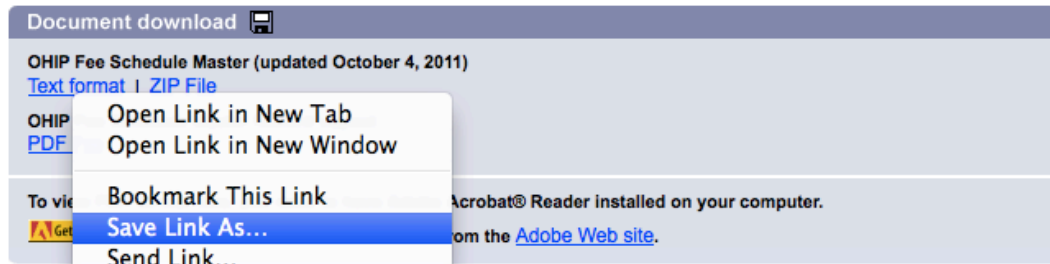 Document download
OHIP Fee Schedule Master (updated October 4, 2011)
Text format | ZIP File
OHIP
PDF
Open Link in New Tab
Open Link in New Window
Bookmark This Link
Save Link As...
Send Link...
To vie Acrobat® Reader installed on your computer.
Get om the Adobe Web site.